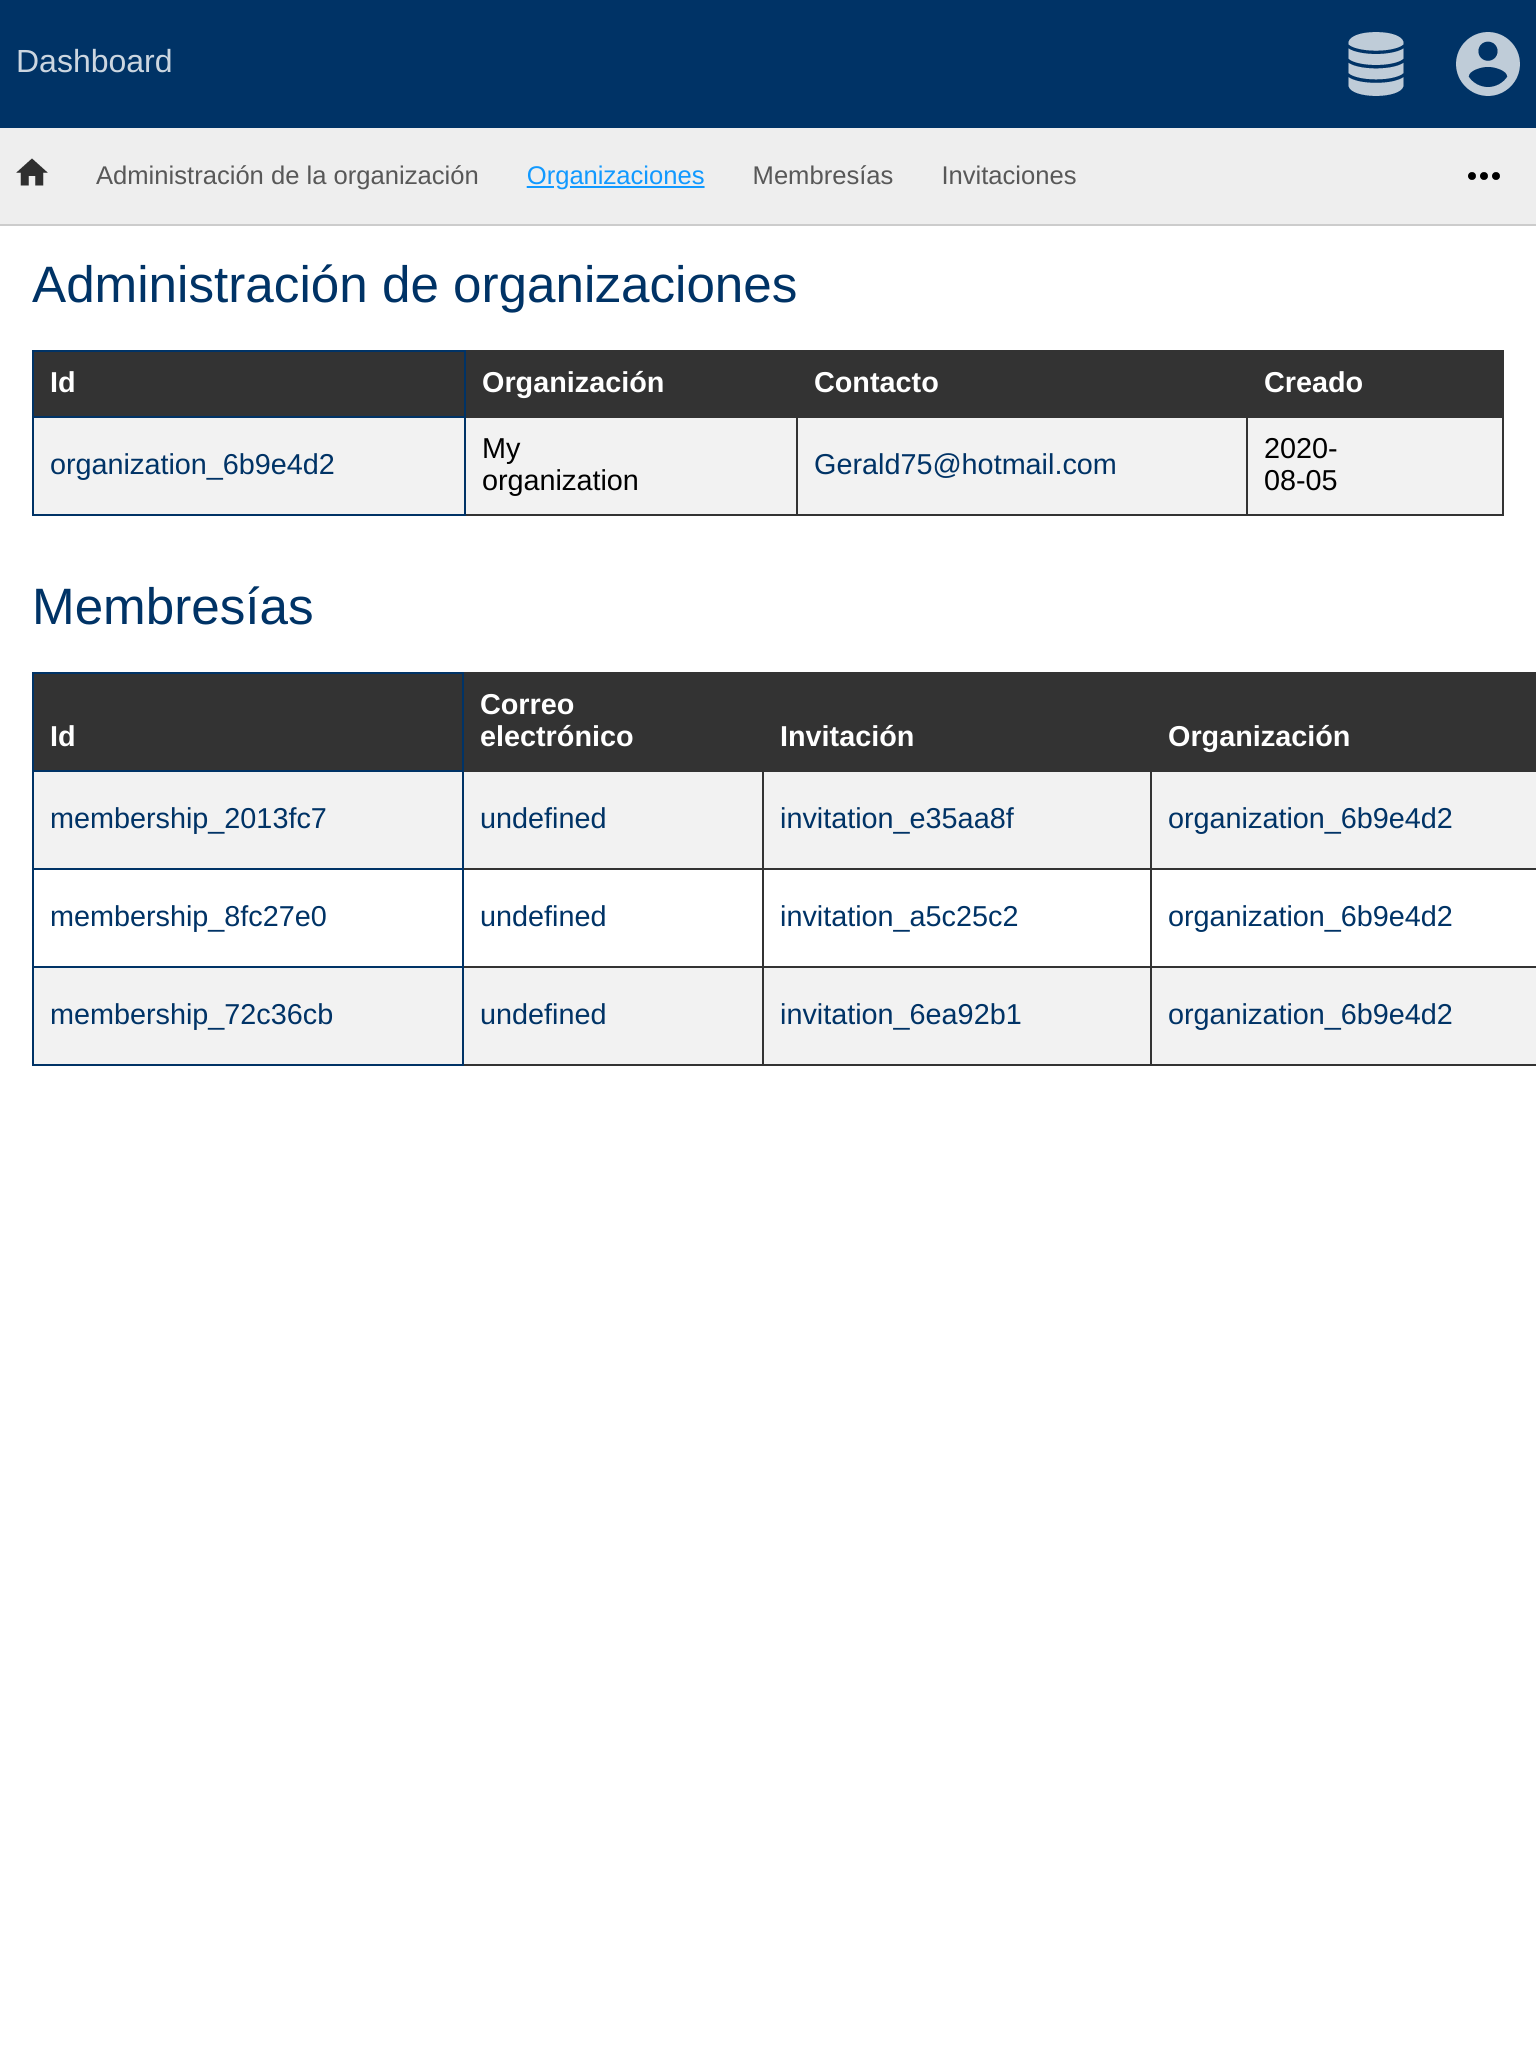 Dashboard
Administración de la organización Organizaciones Membresías Invitaciones
Administración de organizaciones
Id Organización Contacto Creado
organization_6b9e4d2 My organization Gerald75@hotmail.com 2020-08-05
Membresías
Id Correo electrónico Invitación Organización
membership_2013fc7 undefined invitation_e35aa8f organization_6b9e4d2
membership_8fc27e0 undefined invitation_a5c25c2 organization_6b9e4d2
membership_72c36cb undefined invitation_6ea92b1 organization_6b9e4d2